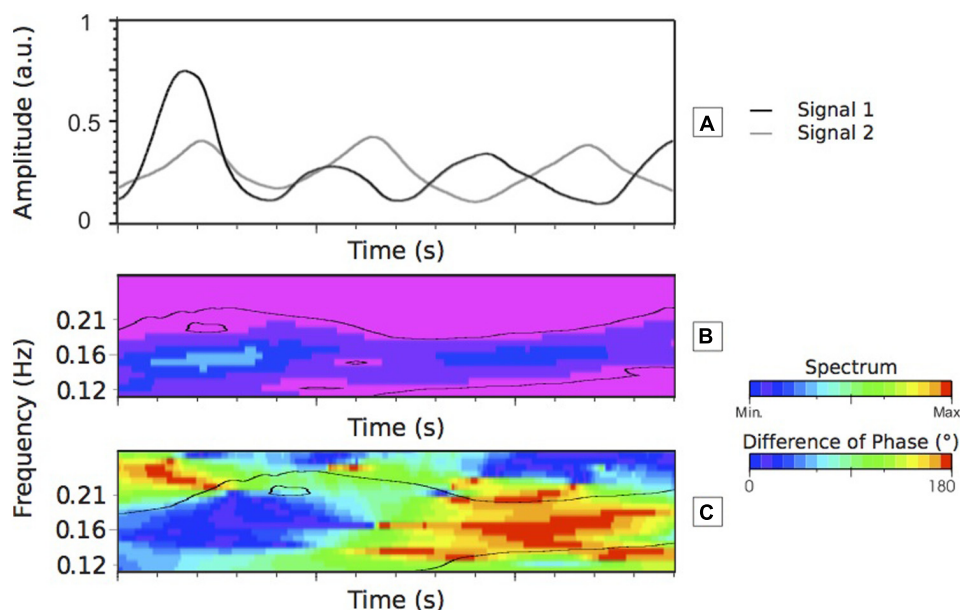 1
0.5
0
Amplitude (a.u.)
Time (s)
A
Signal 1
Signal 2
0.21
0.16
0.12
Time (s)
B
Frequency (Hz)
Spectrum
Min.
Max
Difference of Phase (°)
0
180
0.21
0.16
0.12
Time (s)
C